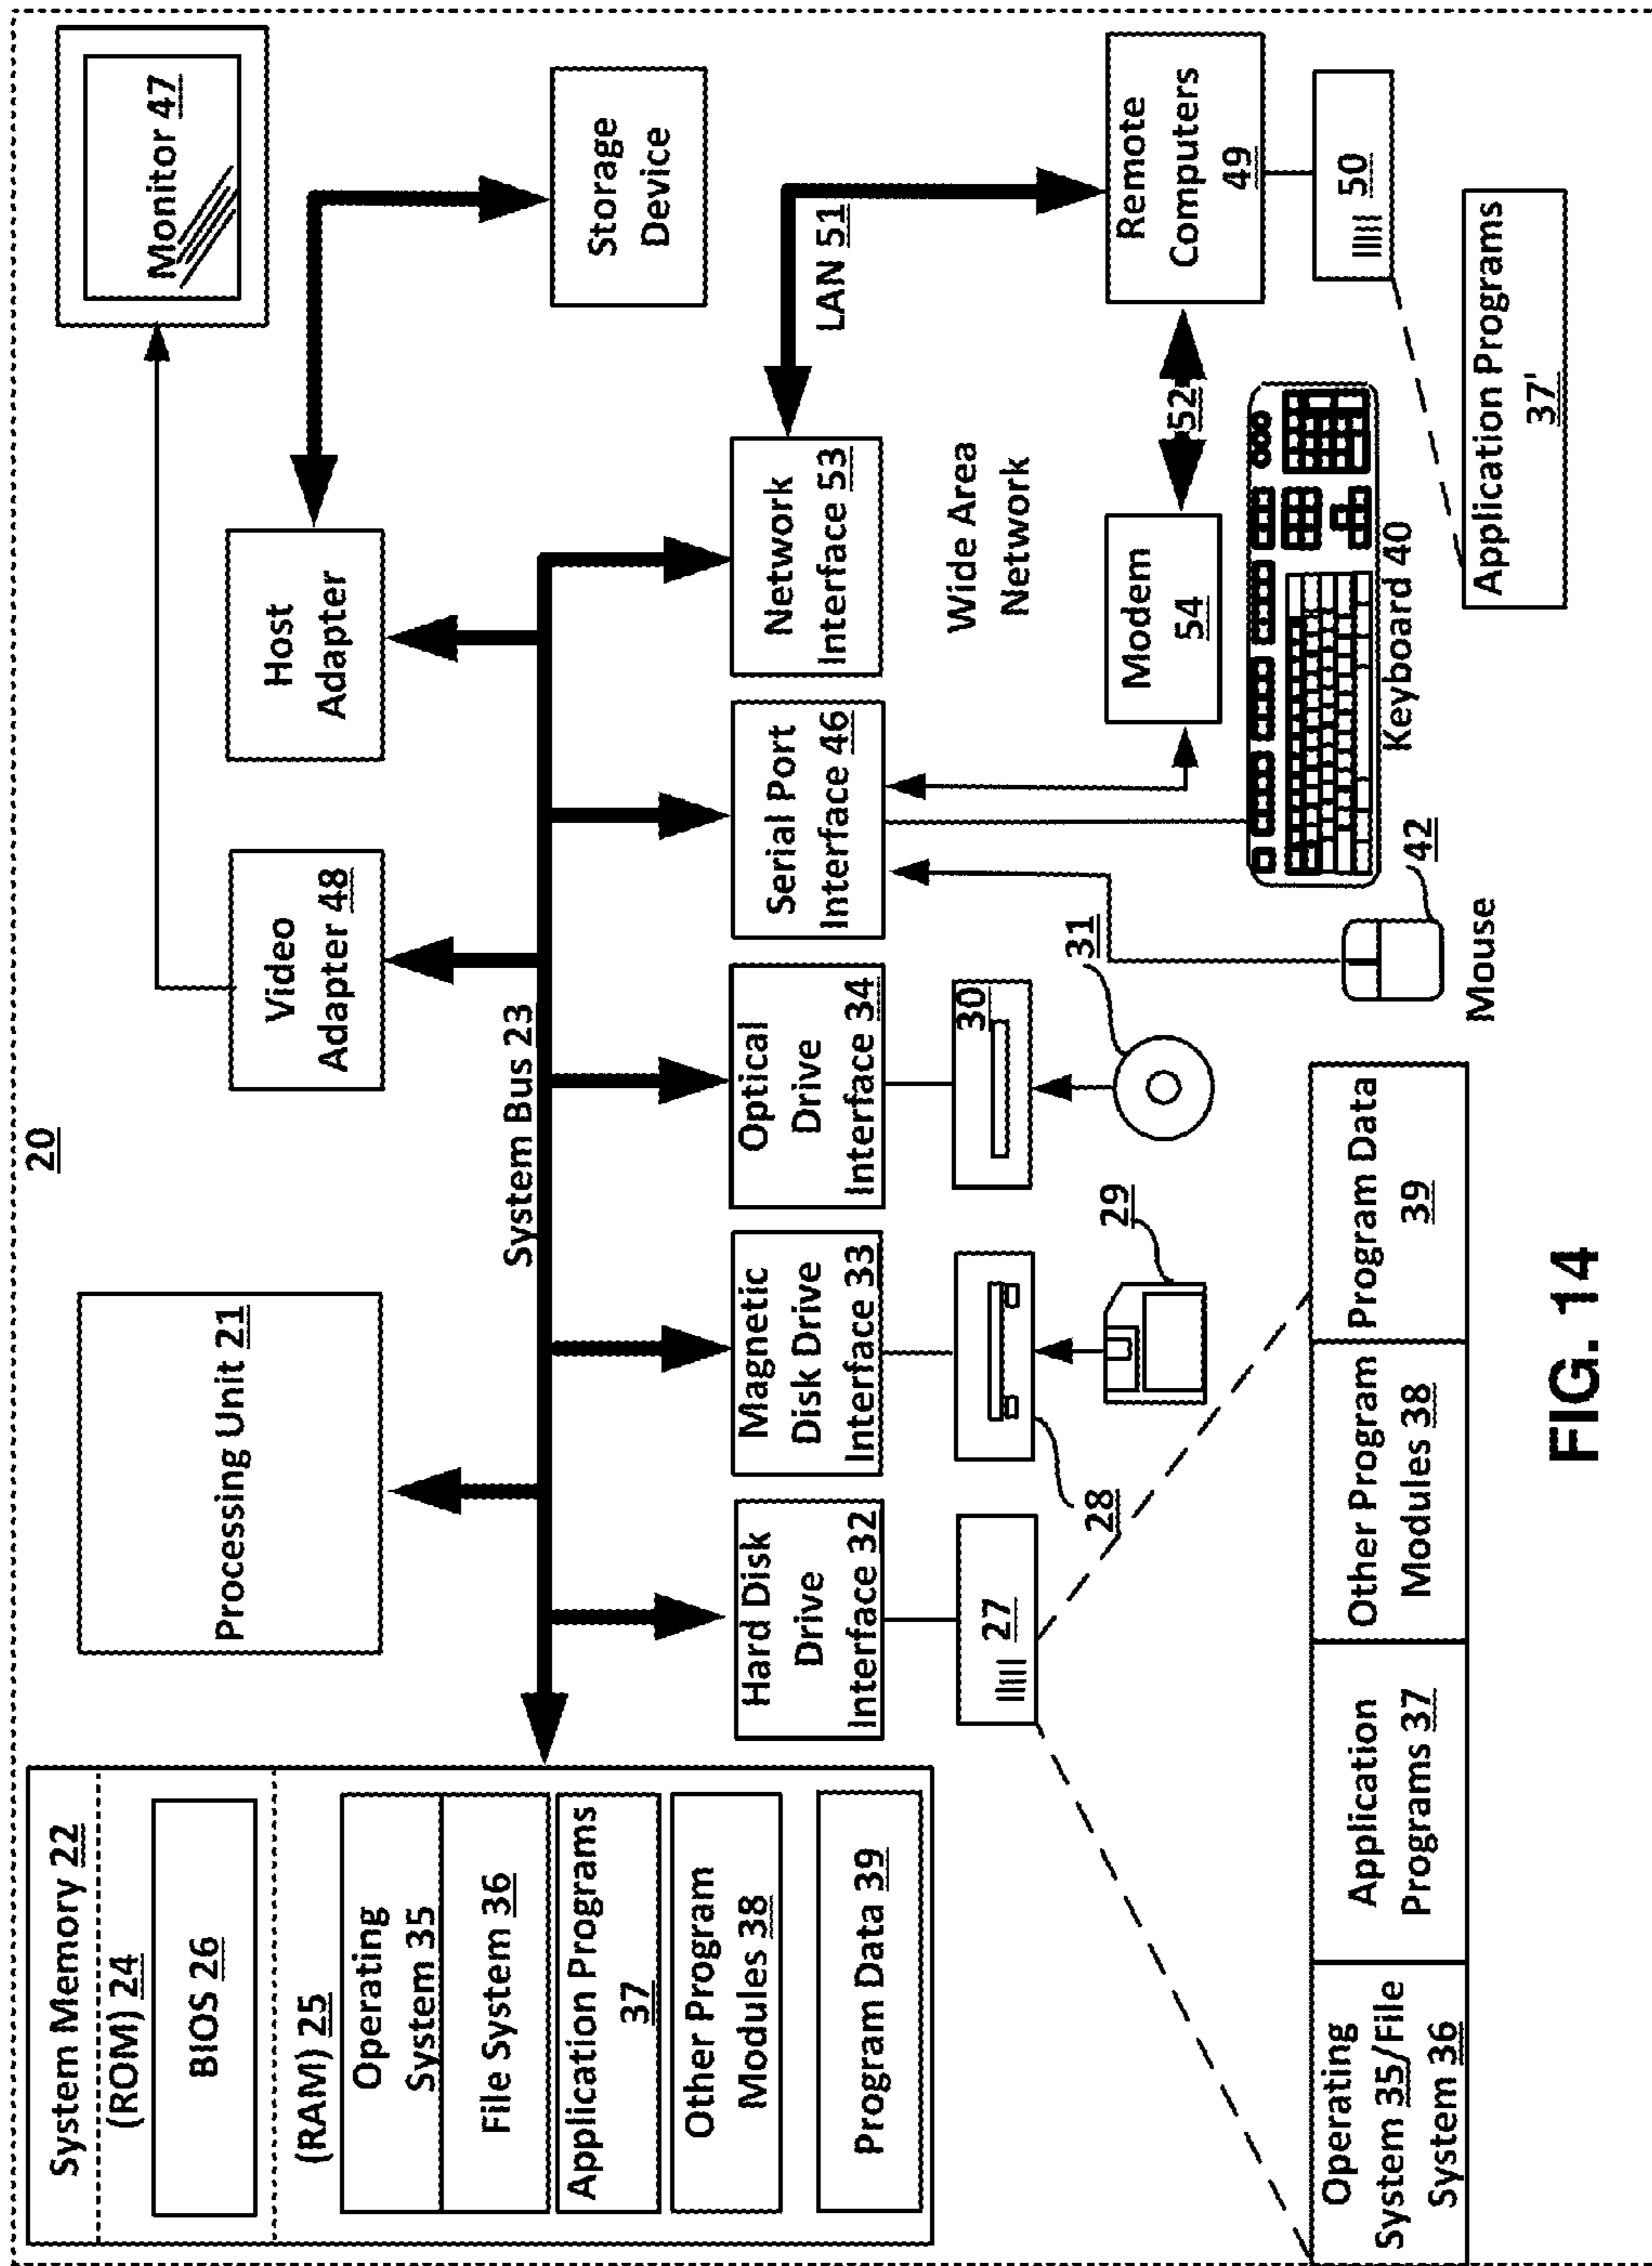 20
System Memory 22
(ROM) 24
BIOS 26
(RAM) 25
Operating
System 35
File System 36
Application Programs
37
Other Program
Modules 38
Program Data 39
Processing Unit 21
Video
Adapter 48
Host
Adapter
Monitor 47
Storage
Device
System Bus 23
Hard Disk
Drive
Interface 32
Magnetic
Disk Drive
Interface 33
Optical
Drive
Interface 34
Serial Port
Interface 46
Network
Interface 53
LAN 51
27
28
29
30
31
Wide Area
Network
Modem
54
52
Remote
Computers
49
50
Keyboard 40
42
Mouse
Application Programs
37'
Operating
System 35/File
System 36
Application
Programs 37
Other Program
Modules 38
Program Data
39
FIG. 14